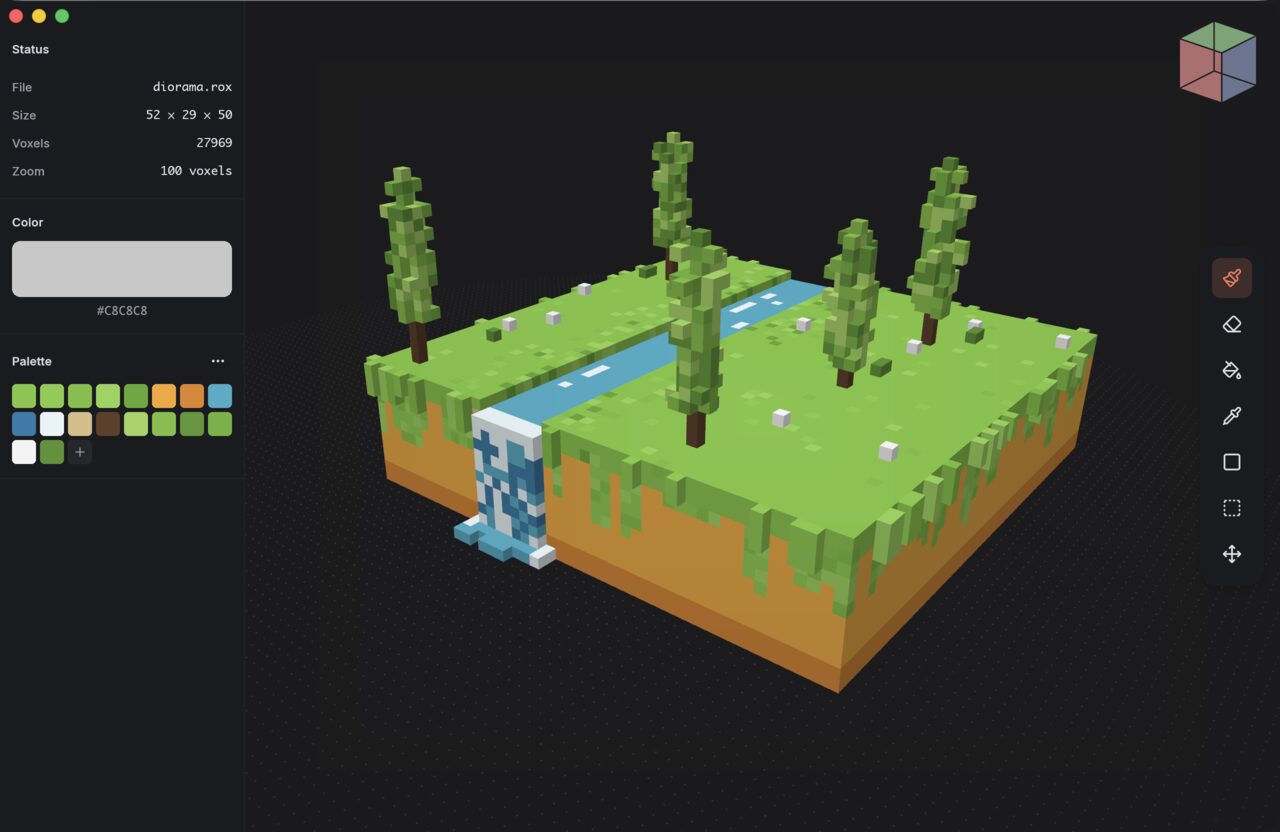 Status
File diorama.rox
Size 52 × 29 × 50
Voxels 27969
Zoom 100 voxels
Color
#C8C8C8
Palette